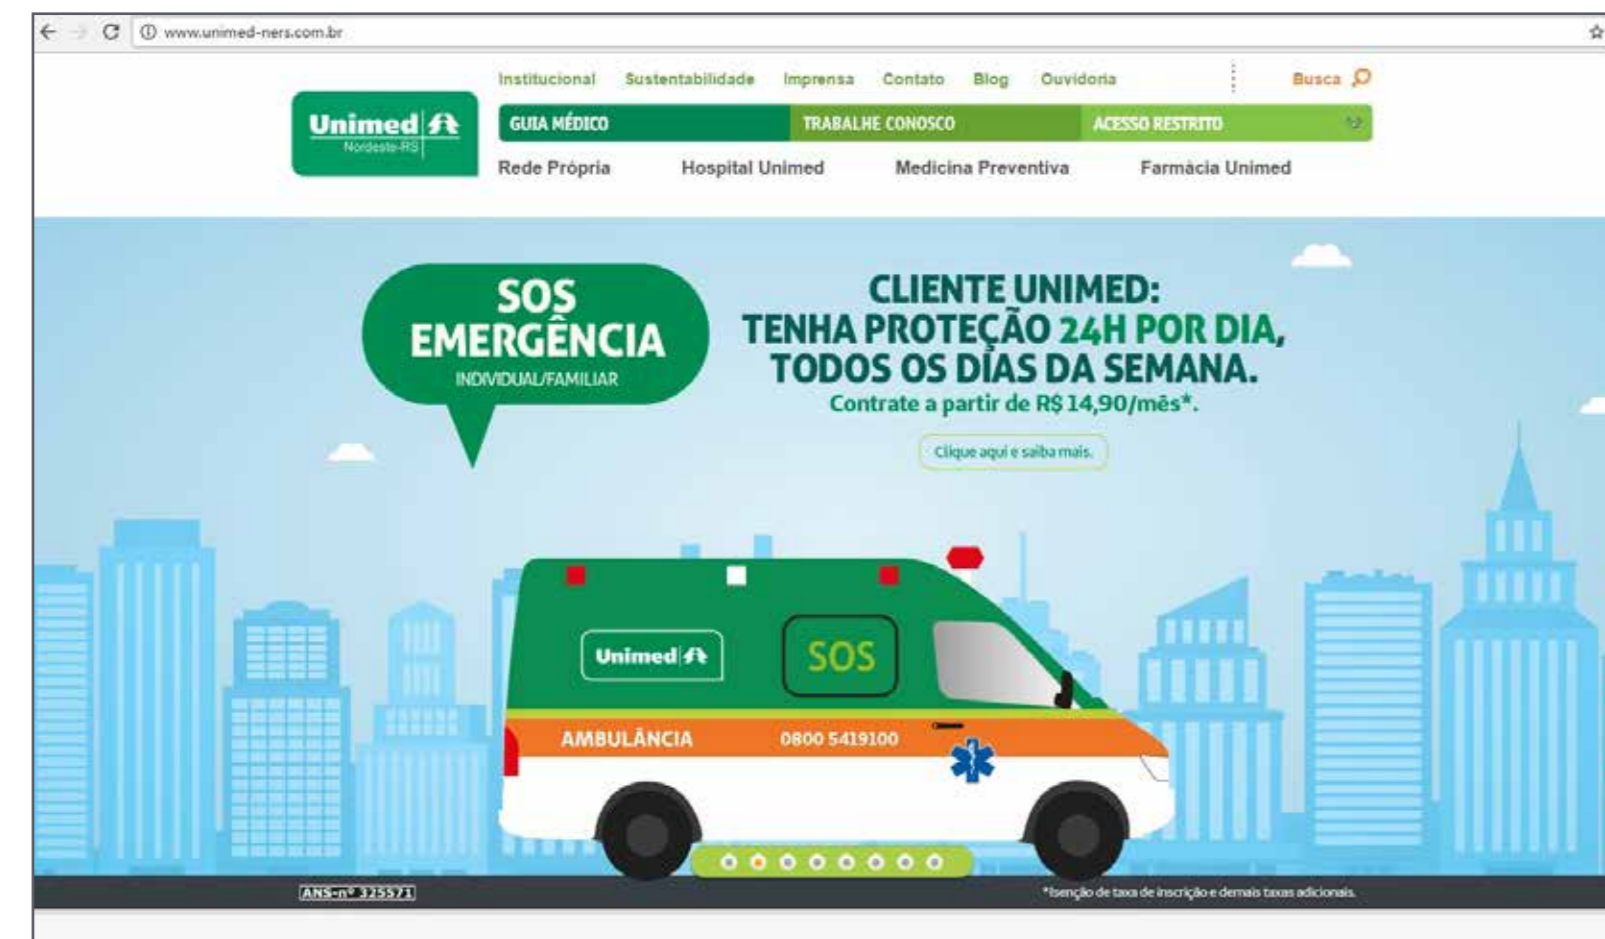 www.unimed-ners.com.br
Institucional Sustentabilidade Imprensa Contato Blog Ouvidoria Busca
Unimed
Nordeste-RS
GUIA MÉDICO TRABALHE CONOSCO ACESSO RESTRITO
Rede Própria Hospital Unimed Medicina Preventiva Farmácia Unimed
SOS
EMERGÊNCIA
INDIVIDUAL/FAMILIAR
CLIENTE UNIMED:
TENHA PROTEÇÃO 24H POR DIA,
TODOS OS DIAS DA SEMANA.
Contrate a partir de R$ 14,90/mês*.
Clique aqui e saiba mais.
Unimed SOS
AMBULÂNCIA 0800 5419100
ANS-nº 325571 *Isenção de taxa de inscrição e demais taxas adicionais.